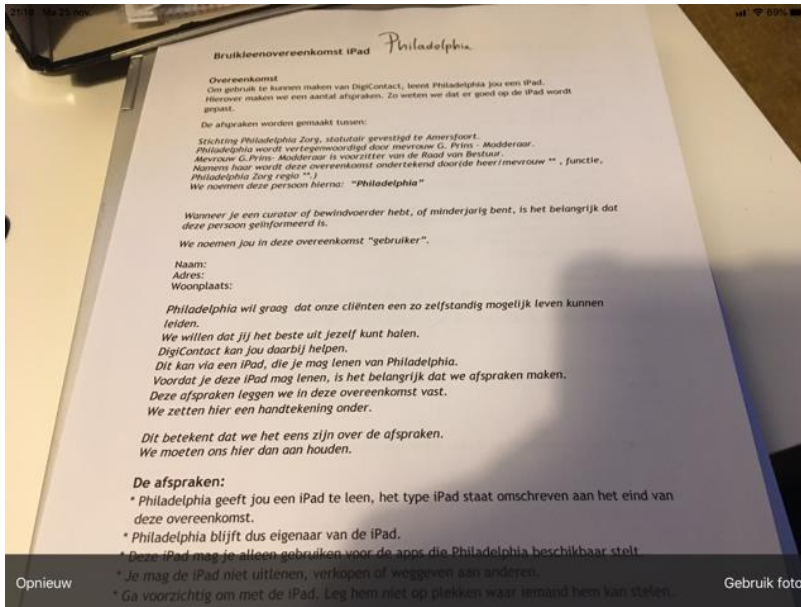 21:10 Ma 25 nov.
69%
Bruikleenovereenkomst iPad Philadelphia
Overeenkomst
Om gebruik te kunnen maken van DigiContact, leent Philadelphia jou een iPad.
Hierover maken we een aantal afspraken. Zo weten we dat er goed op de iPad wordt
gepast.
De afspraken worden gemaakt tussen:
Stichting Philadelphia Zorg, statutair gevestigd te Amersfoort.
Philadelphia wordt vertegenwoordigd door mevrouw G. Prins - Modderaar.
Mevrouw G.Prins- Modderaar is voorzitter van de Raad van Bestuur.
Namens haar wordt deze overeenkomst ondertekend door(de heer/mevrouw ** , functie,
Philadelphia Zorg regio **.)
We noemen deze persoon hierna: "Philadelphia"
Wanneer je een curator of bewindvoerder hebt, of minderjarig bent, is het belangrijk dat
deze persoon geïnformeerd is.
We noemen jou in deze overeenkomst "gebruiker".
Naam:
Adres:
Woonplaats:
Philadelphia wil graag dat onze cliënten een zo zelfstandig mogelijk leven kunnen
leiden.
We willen dat jij het beste uit jezelf kunt halen.
DigiContact kan jou daarbij helpen.
Dit kan via een iPad, die je mag lenen van Philadelphia.
Voordat je deze iPad mag lenen, is het belangrijk dat we afspraken maken.
Deze afspraken leggen we in deze overeenkomst vast.
We zetten hier een handtekening onder.
Dit betekent dat we het eens zijn over de afspraken.
We moeten ons hier dan aan houden.
De afspraken:
* Philadelphia geeft jou een iPad te leen, het type iPad staat omschreven aan het eind van
deze overeenkomst.
* Philadelphia blijft dus eigenaar van de iPad.
* Deze iPad mag je alleen gebruiken voor de apps die Philadelphia beschikbaar stelt
* Je mag de iPad niet uitlenen, verkopen of weggeven aan anderen.
* Ga voorzichtig om met de iPad. Leg hem niet op plekken waar iemand hem kan stelen.
Opnieuw
Gebruik foto